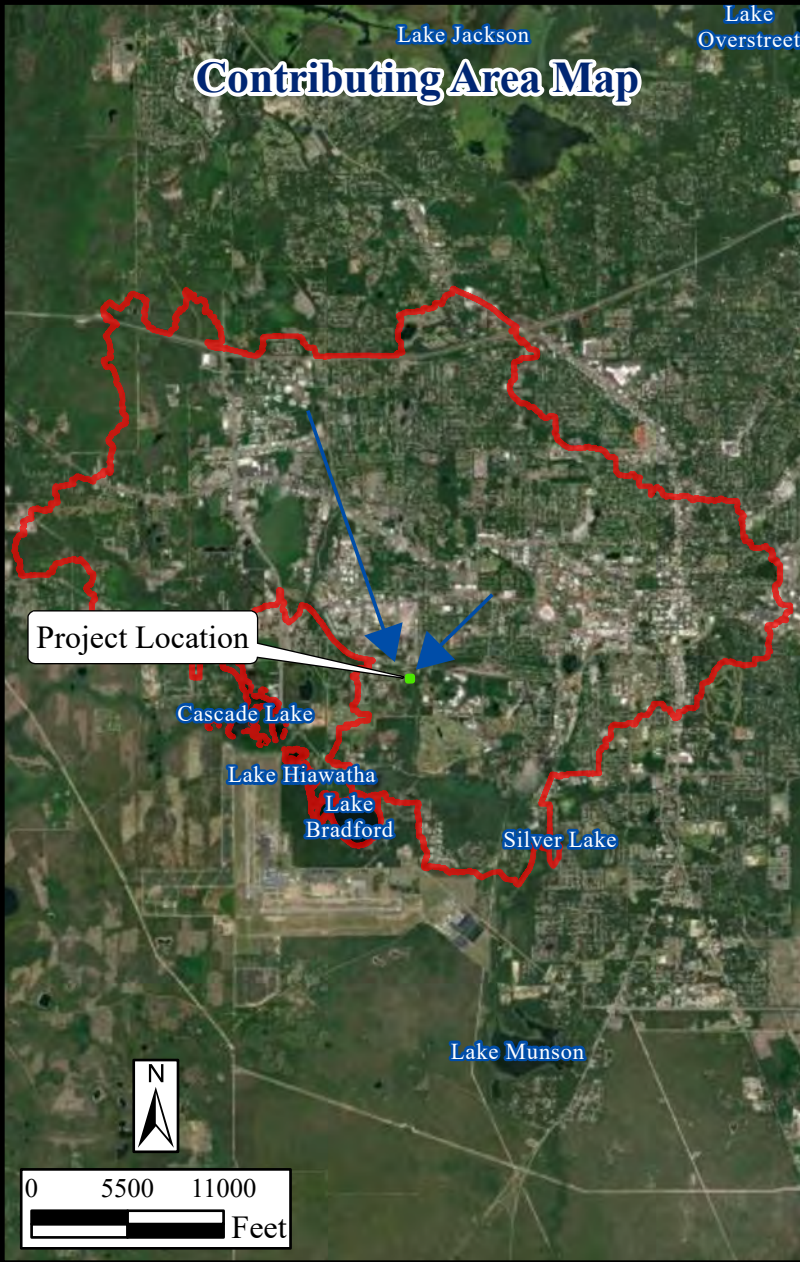 Lake Jackson
Lake
Overstreet
Contributing Area Map
Project Location
Cascade Lake
Lake Hiawatha
Lake
Bradford
Silver Lake
Lake Munson
N
0 5500 11000
Feet